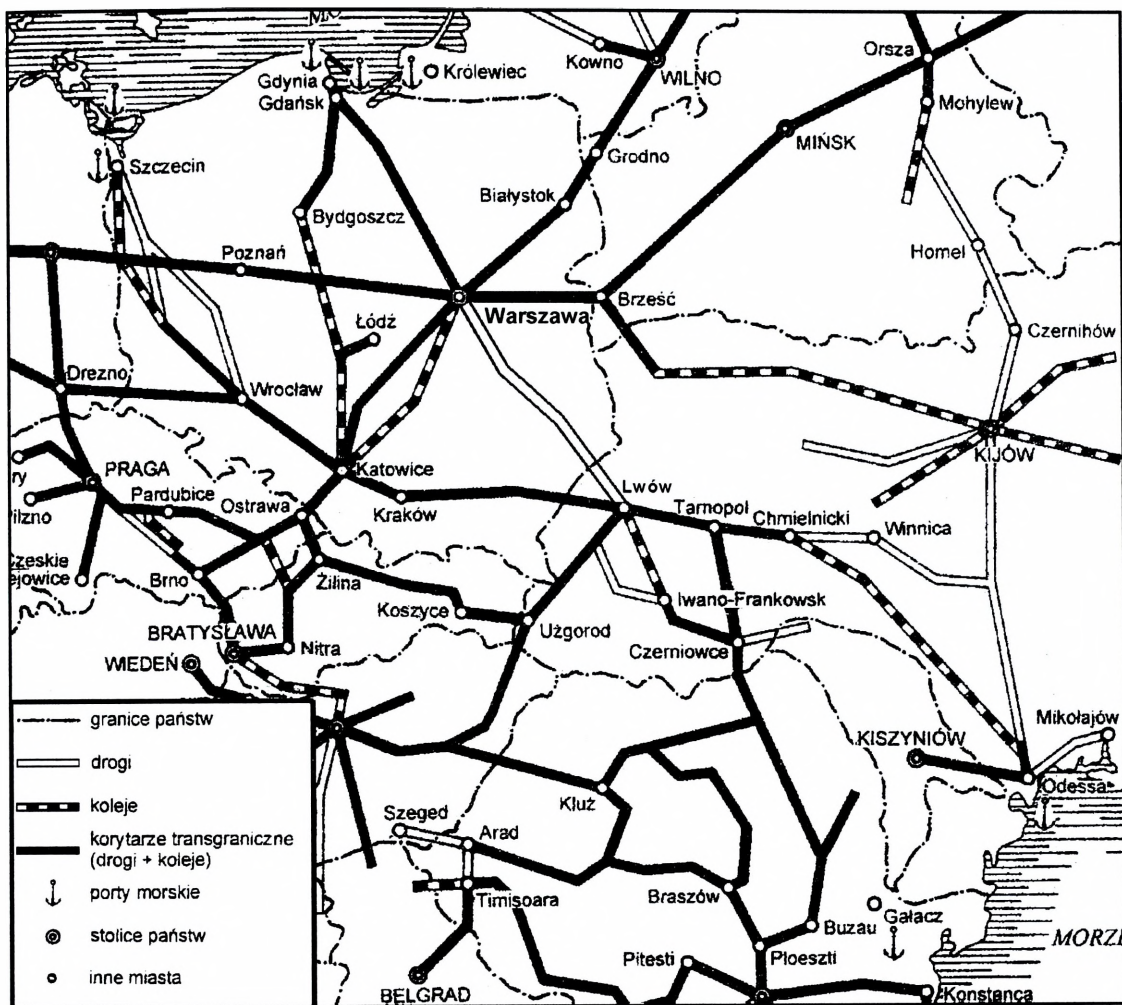 Kowno
WILNO
Orsza
Królewiec
Gdynia
Gdańsk
Mohylew
MIŃSK
Szczecin
Grodno
Białystok
Bydgoszcz
Homel
Poznań
Warszawa
Brześć
Łódź
Czernihów
Drezno
Wrocław
KIJÓW
Katowice
PRAGA
Pardubice
Ostrawa
Kraków
Lwów
Tarnopol
Chmielnicki
Winnica
ry
Pilzno
Czeskie
ejowice
Brno
Żilina
Koszyce
Iwano-Frankowsk
BRATYSŁAWA
Nitra
Użgorod
Czerniowce
WIEDEŃ
Mikołajów
KISZYNIÓW
Odessa
Kluż
Szeged
Arad
Timisoara
Braszów
Gałacz
Buzau
MORZE
Pitesti
Ploeszti
BELGRAD
Konstanca
granice państw
drogi
koleje
korytarze transgraniczne
(drogi + koleje)
porty morskie
stolice państw
inne miasta